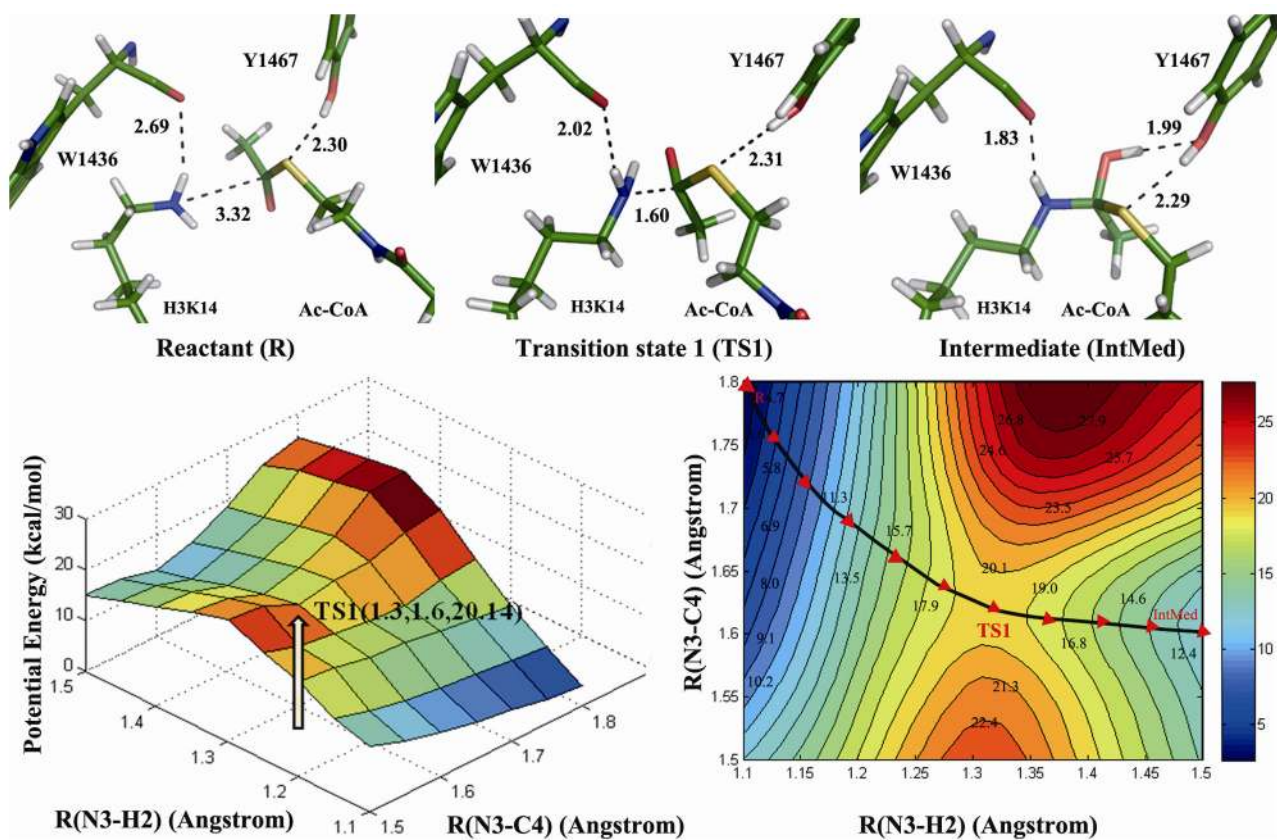 Y1467
2.69
2.30
W1436
3.32
H3K14
Ac-CoA
Reactant (R)
Y1467
2.02
2.31
W1436
1.60
H3K14
Ac-CoA
Transition state 1 (TS1)
Y1467
1.83
1.99
W1436
2.29
H3K14
Ac-CoA
Intermediate (IntMed)
Potential Energy (kcal/mol)
30
20
10
0
TS1(1.3,1.6,20.14)
1.5
1.4
1.3
1.2
1.1
1.5
1.6
1.7
1.8
R(N3-H2) (Angstrom)
R(N3-C4) (Angstrom)
R(N3-C4) (Angstrom)
1.8
1.75
1.7
1.65
1.6
1.55
1.5
R
5.8
6.9
8.0
9.1
10.2
11.3
13.5
15.7
17.9
20.1
19.0
TS1
16.8
14.6
IntMed
12.4
21.3
22.4
26.8
27.9
24.6
25.7
23.5
1.1
1.15
1.2
1.25
1.3
1.35
1.4
1.45
1.5
R(N3-H2) (Angstrom)
25
20
15
10
5